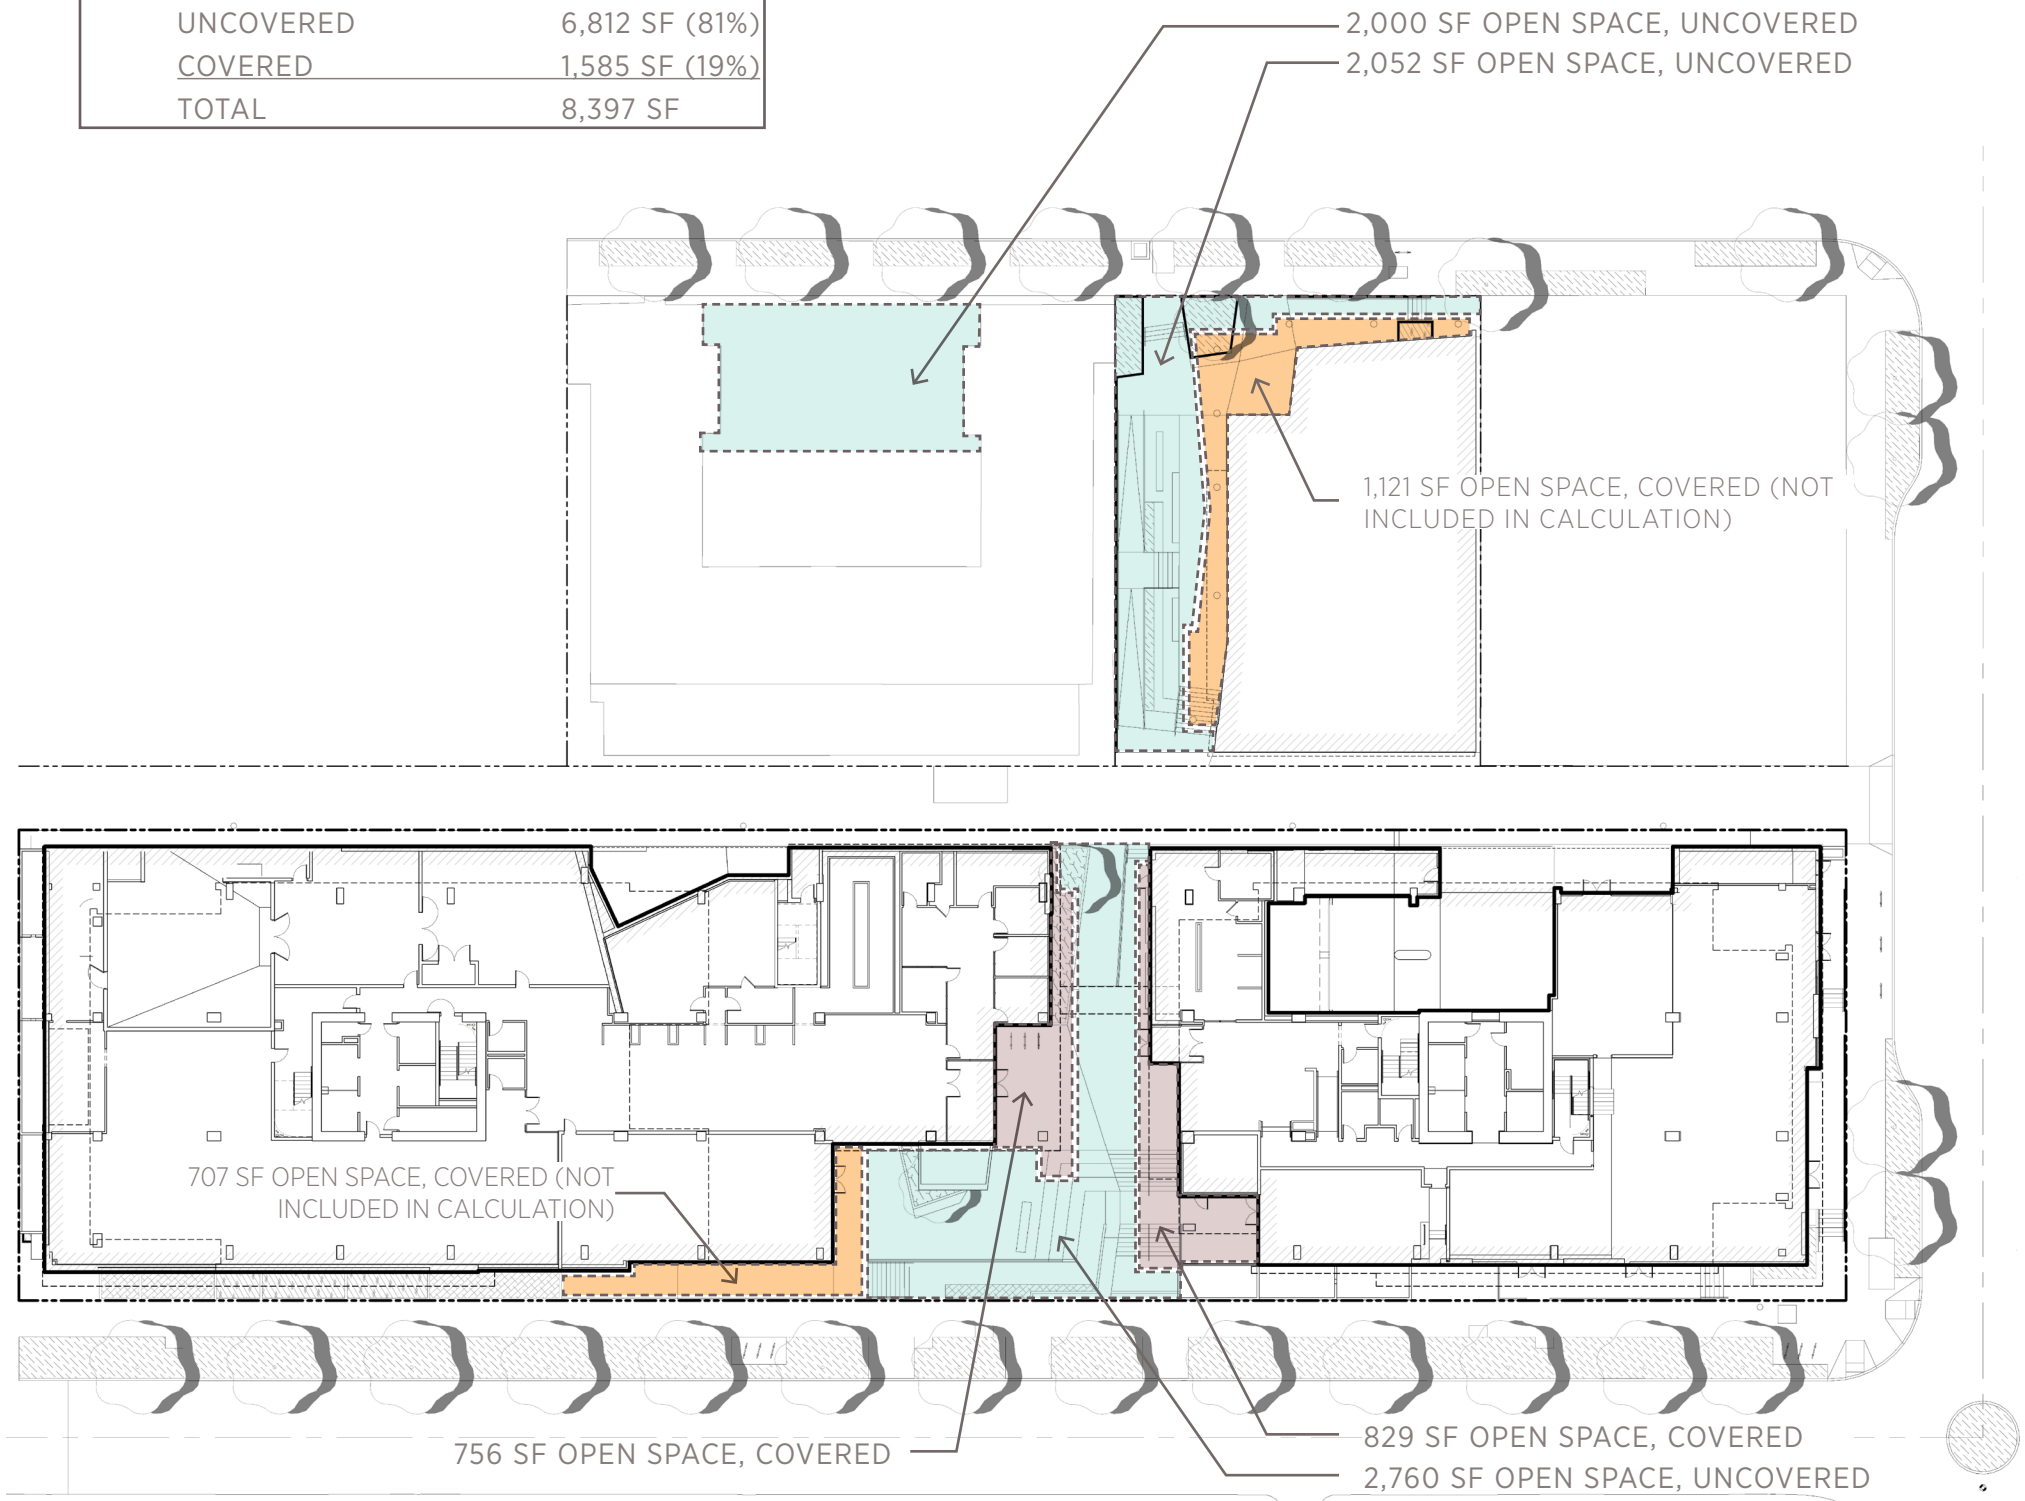 UNCOVERED 6,812 SF (81%)
COVERED 1,585 SF (19%)
TOTAL 8,397 SF
2,000 SF OPEN SPACE, UNCOVERED
2,052 SF OPEN SPACE, UNCOVERED
1,121 SF OPEN SPACE, COVERED (NOT
INCLUDED IN CALCULATION)
707 SF OPEN SPACE, COVERED (NOT
INCLUDED IN CALCULATION)
756 SF OPEN SPACE, COVERED
829 SF OPEN SPACE, COVERED
2,760 SF OPEN SPACE, UNCOVERED